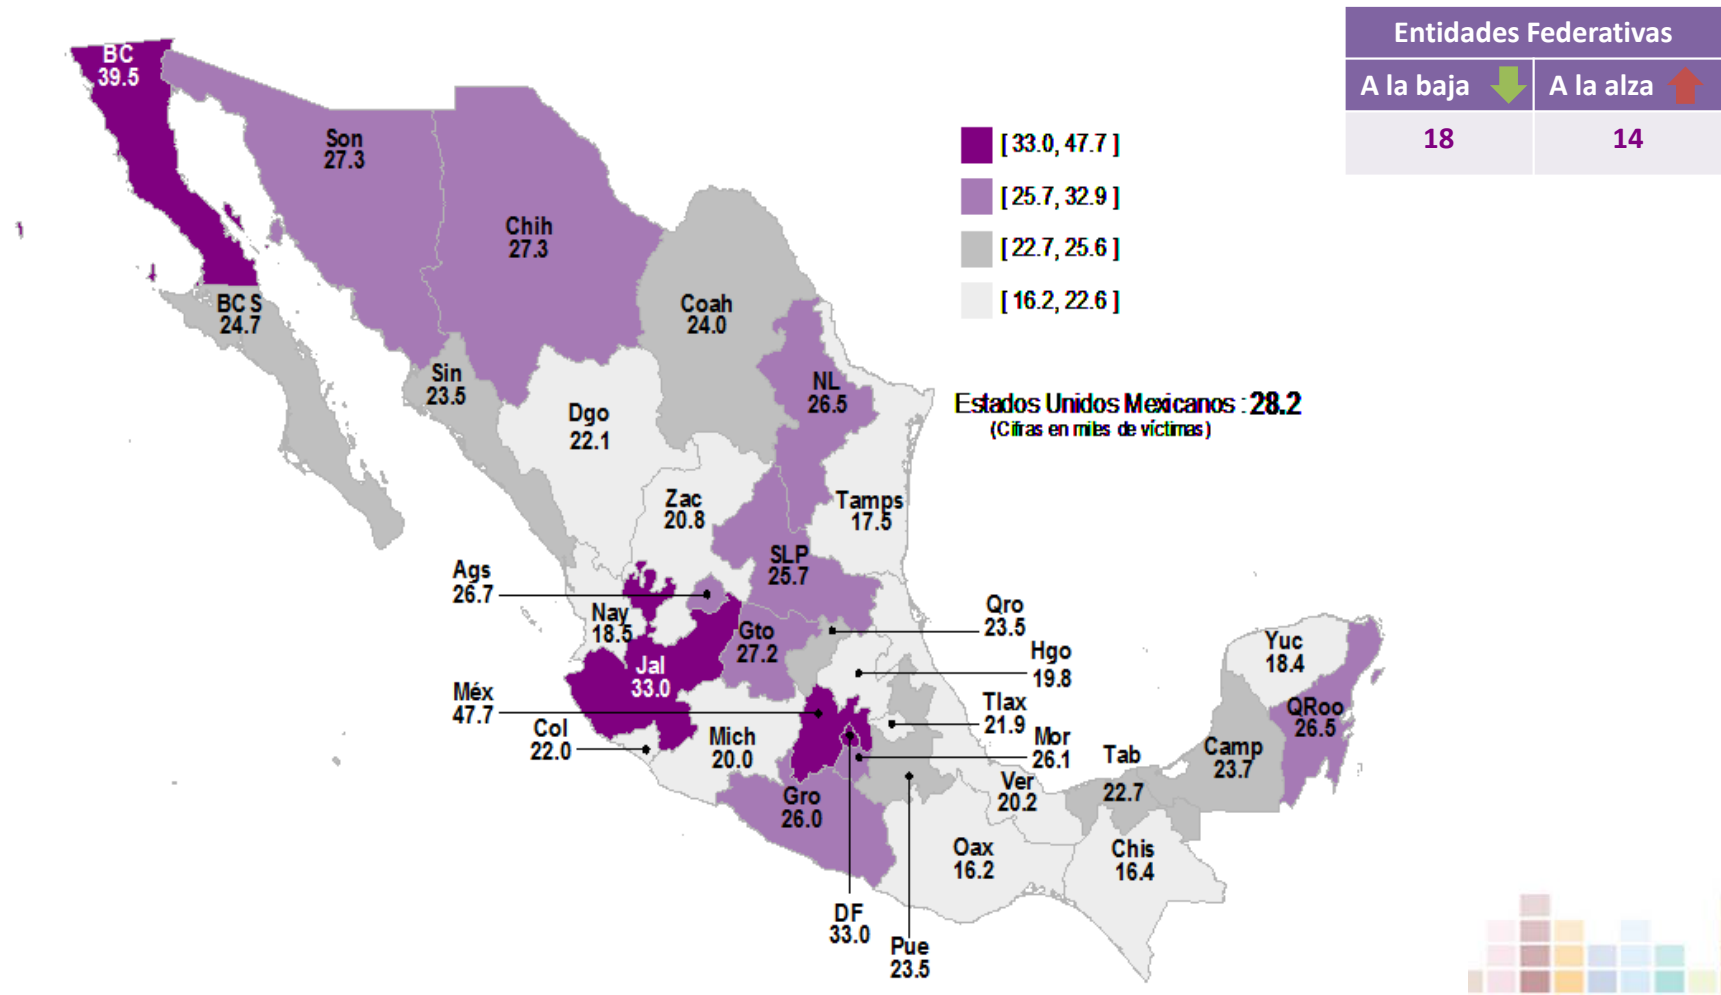 Entidades Federativas
A la baja
A la alza
18
14
BC
39.5
Son
27.3
[ 33.0, 47.7 ]
[ 25.7, 32.9 ]
[ 22.7, 25.6 ]
[ 16.2, 22.6 ]
Chih
27.3
BC S
24.7
Coah
24.0
Sin
23.5
NL
26.5
Estados Unidos Mexicanos : 28.2
(Cifras en miles de víctimas)
Dgo
22.1
Zac
20.8
Tamps
17.5
SLP
25.7
Ags
26.7
Nay
18.5
Gto
27.2
Qro
23.5
Hgo
19.8
Yuc
18.4
Jal
33.0
Méx
47.7
Tlax
21.9
QRoo
26.5
Col
22.0
Mich
20.0
Mor
26.1
Tab
22.7
Camp
23.7
Ver
20.2
Gro
26.0
Oax
16.2
Chis
16.4
DF
33.0
Pue
23.5